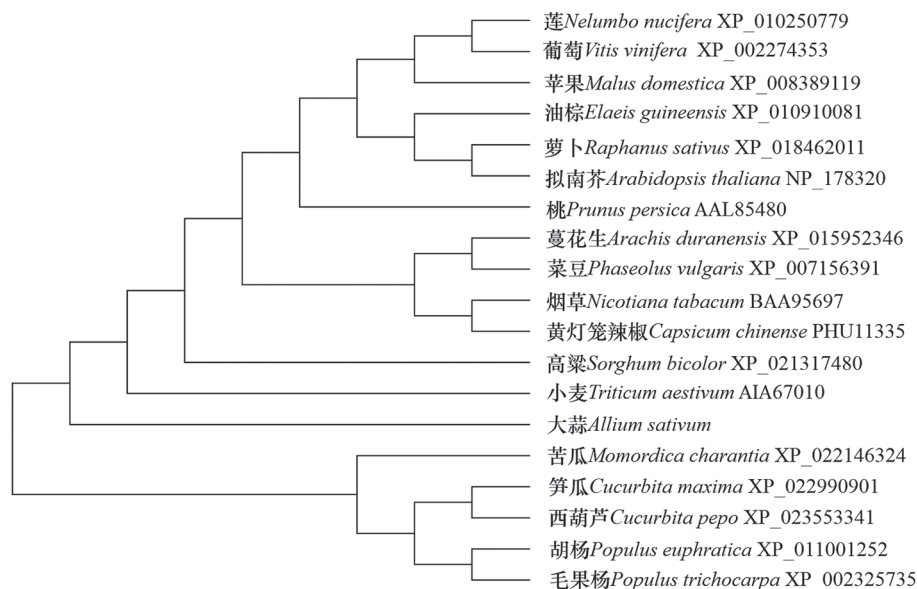 莲Nelumbo nucifera XP_010250779
葡萄Vitis vinifera XP_002274353
苹果Malus domestica XP_008389119
油棕Elaeis guineensis XP_010910081
萝卜Raphanus sativus XP_018462011
拟南芥Arabidopsis thaliana NP_178320
桃Prunus persica AAL85480
蔓花生Arachis duranensis XP_015952346
菜豆Phaseolus vulgaris XP_007156391
烟草Nicotiana tabacum BAA95697
黄灯笼辣椒Capsicum chinense PHU11335
高粱Sorghum bicolor XP_021317480
小麦Triticum aestivum AIA67010
大蒜Allium sativum
苦瓜Momordica charantia XP_022146324
笋瓜Cucurbita maxima XP_022990901
西葫芦Cucurbita pepo XP_023553341
胡杨Populus euphratica XP_011001252
毛果杨Populus trichocarpa XP_002325735